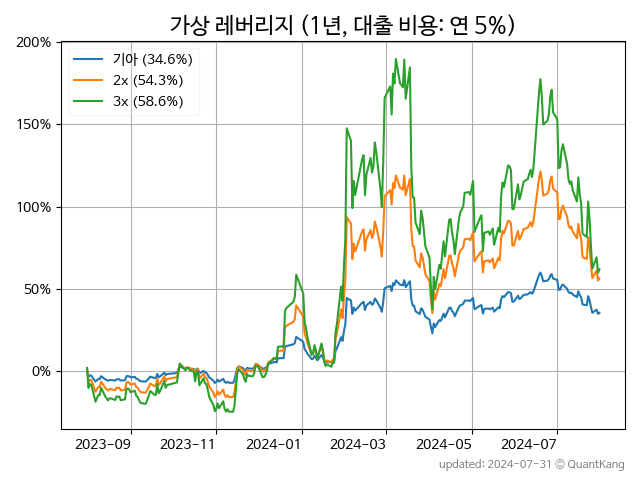 가상 레버리지 (1년, 대출 비용: 연 5%)
200%
150%
100%
50%
0%
기아 (34.6%)
2x (54.3%)
3x (58.6%)
2023-09
2023-11
2024-01
2024-03
2024-05
2024-07
updated: 2024-07-31 © QuantKang